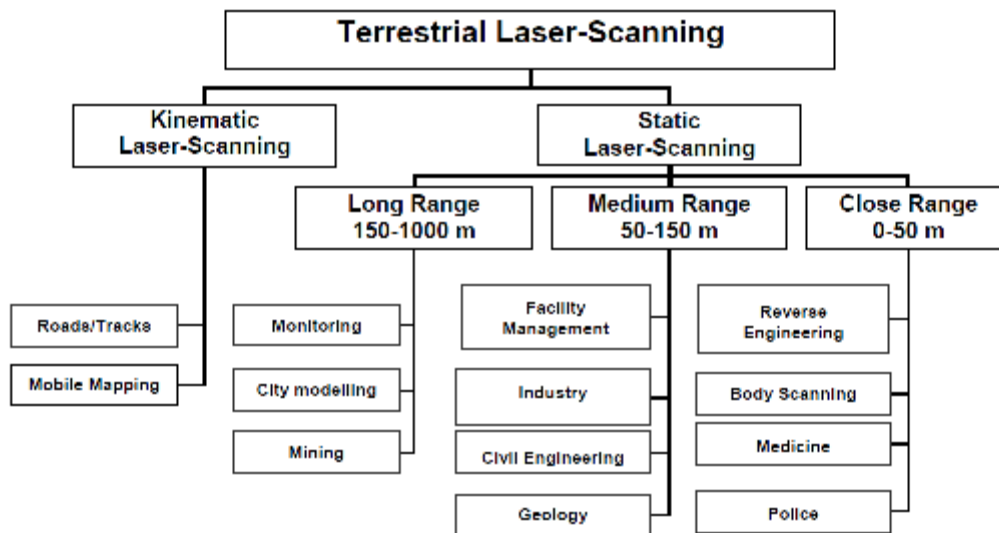 Terrestrial Laser-Scanning
Kinematic
Laser-Scanning
Static
Laser-Scanning
Long Range
150-1000 m
Medium Range
50-150 m
Close Range
0-50 m
Roads/Tracks
Mobile Mapping
Monitoring
City modelling
Mining
Facility
Management
Industry
Civil Engineering
Geology
Reverse
Engineering
Body Scanning
Medicine
Police